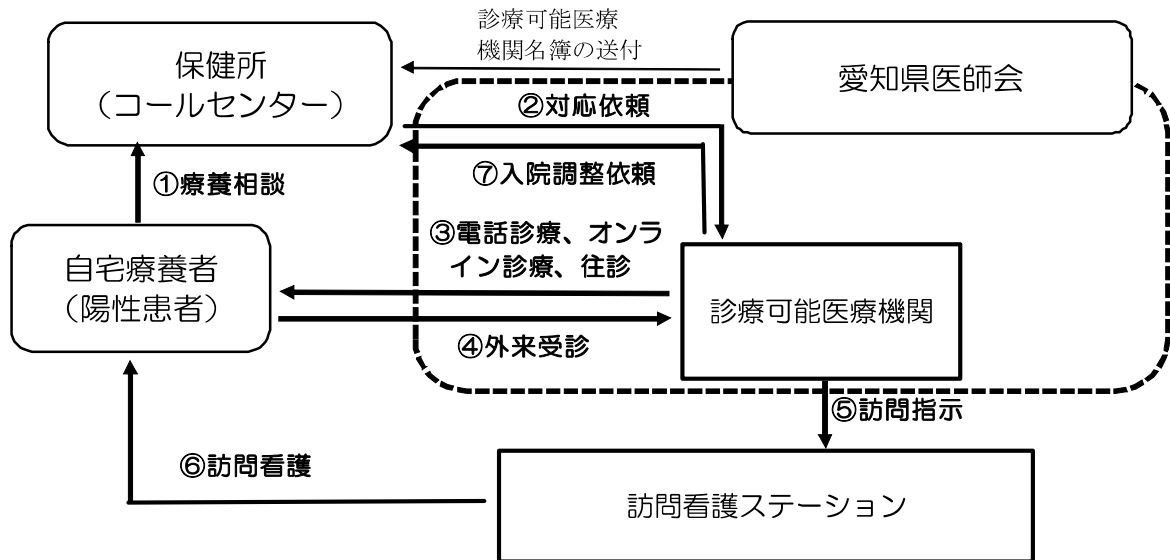 診療可能医療
機関名簿の送付
保健所
（コールセンター）
愛知県医師会
②対応依頼
⑦入院調整依頼
①療養相談
③電話診療、オンラ
イン診療、往診
自宅療養者
（陽性患者）
診療可能医療機関
④外来受診
⑤訪問指示
⑥訪問看護
訪問看護ステーション